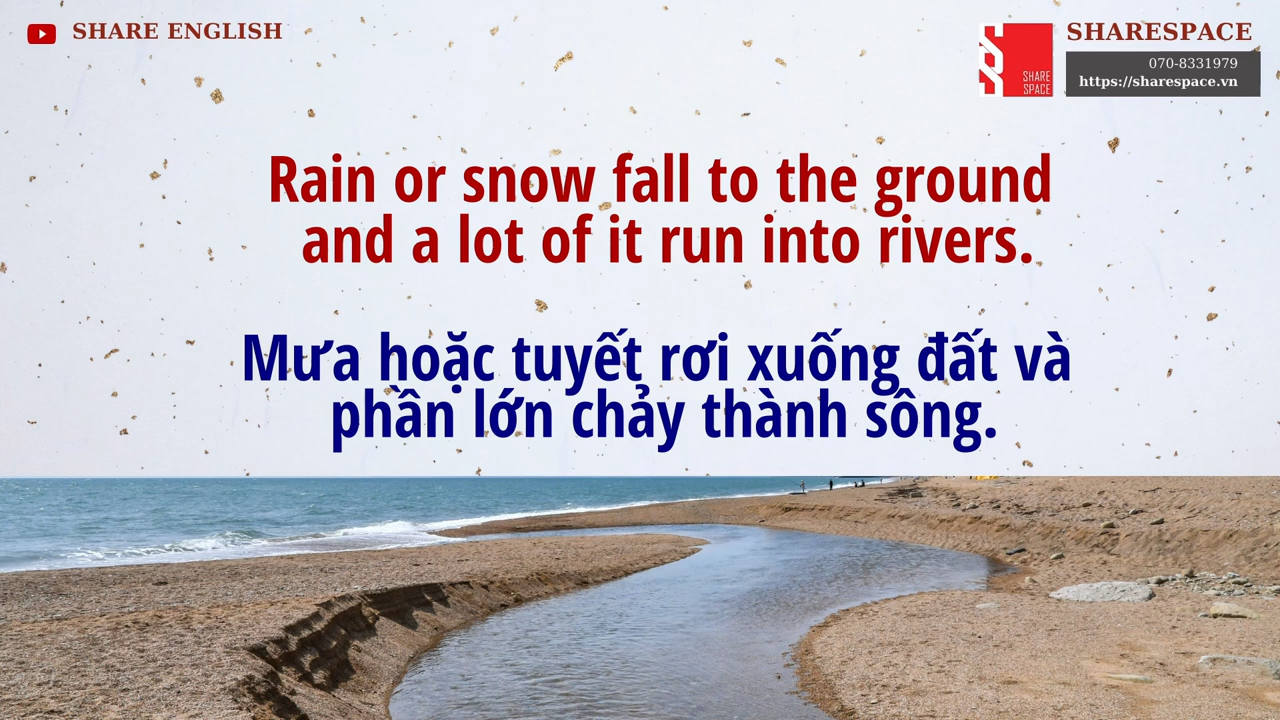 SHARE ENGLISH
SHARESPACE
070-8331979
https://sharespace.vn
SHARE
SPACE
Rain or snow fall to the ground
and a lot of it run into rivers.
Mưa hoặc tuyết rơi xuống đất và
phần lớn chảy thành sông.